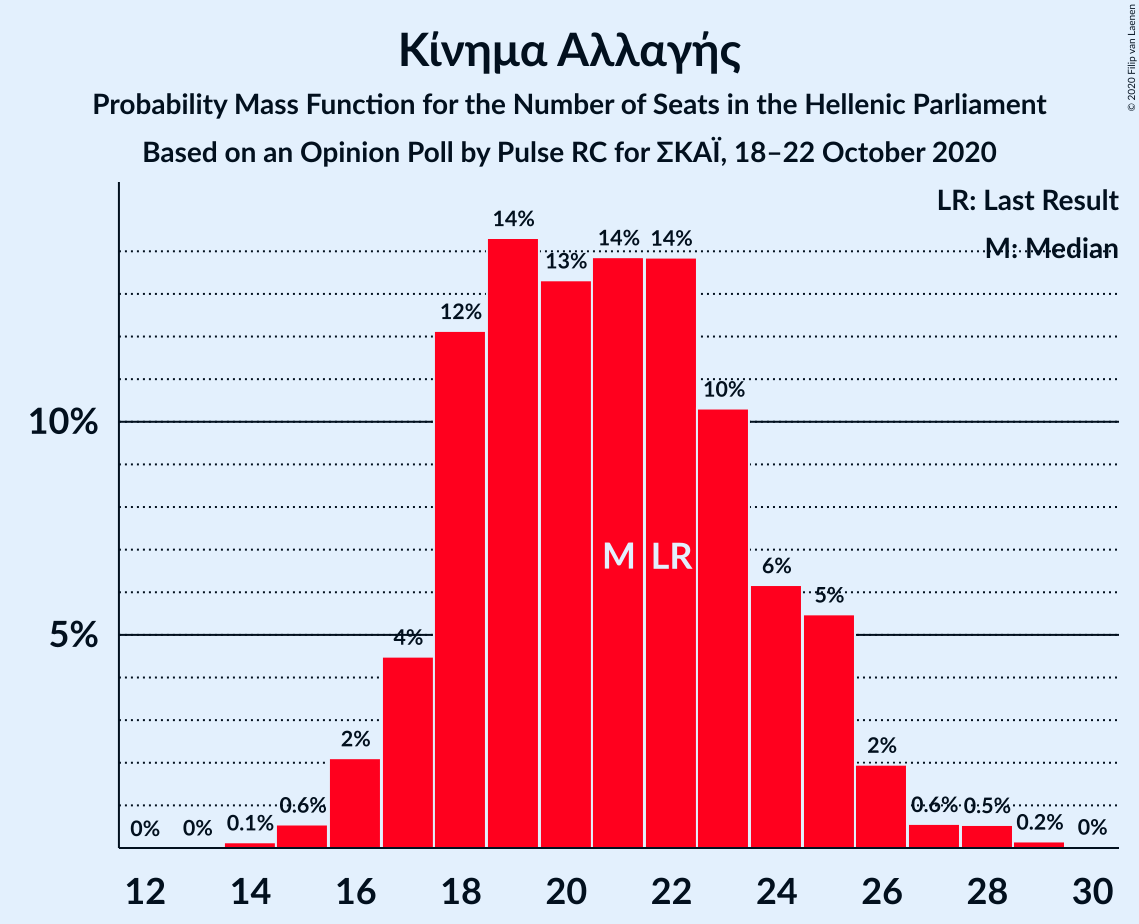 Κίνημα Αλλαγής
Probability Mass Function for the Number of Seats in the Hellenic Parliament
Based on an Opinion Poll by Pulse RC for ΣΚΑΪ, 18–22 October 2020
© 2020 Filip van Laenen
LR: Last Result
M: Median
10%
5%
0%
0%
0.1%
0.6%
2%
4%
12%
14%
13%
14%
14%
10%
6%
5%
2%
0.6%
0.5%
0.2%
0%
M
LR
12 14 16 18 20 22 24 26 28 30